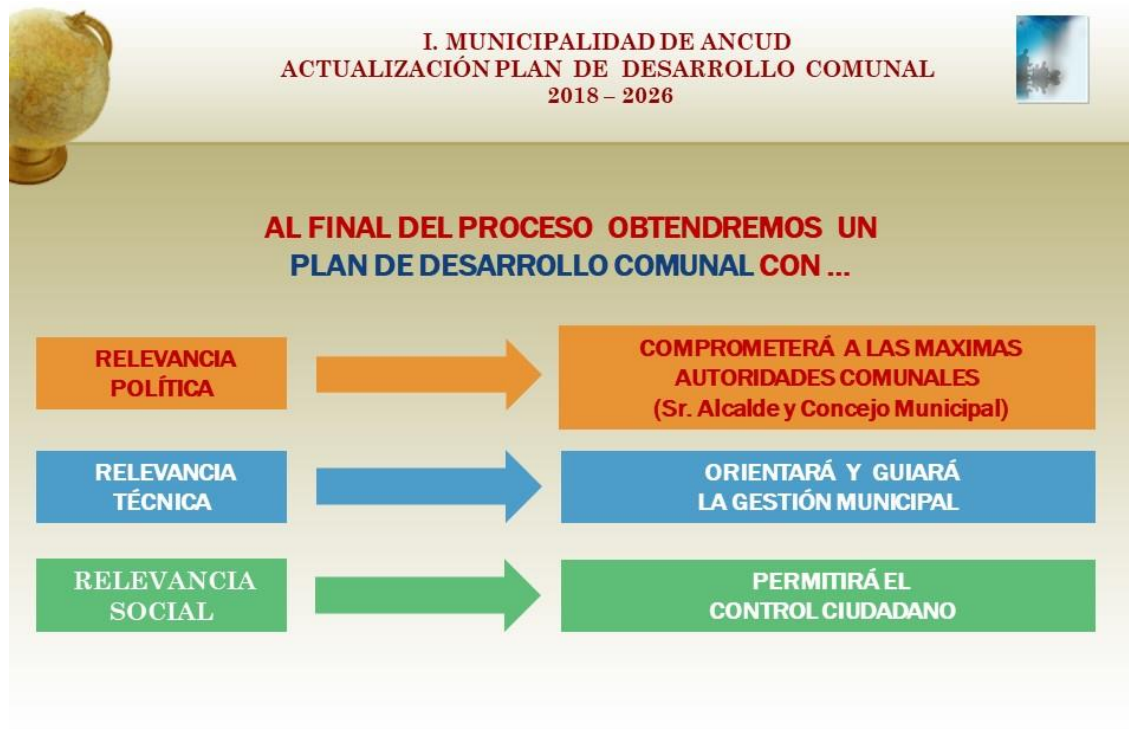 I. MUNICIPALIDAD DE ANCUD
ACTUALIZACIÓN PLAN DE DESARROLLO COMUNAL
2018 – 2026
AL FINAL DEL PROCESO OBTENDREMOS UN
PLAN DE DESARROLLO COMUNAL CON ...
RELEVANCIA
POLÍTICA
COMPROMETERÁ A LAS MAXIMAS
AUTORIDADES COMUNALES
(Sr. Alcalde y Concejo Municipal)
RELEVANCIA
TÉCNICA
ORIENTARÁ Y GUIARÁ
LA GESTIÓN MUNICIPAL
RELEVANCIA
SOCIAL
PERMITIRÁ EL
CONTROL CIUDADANO